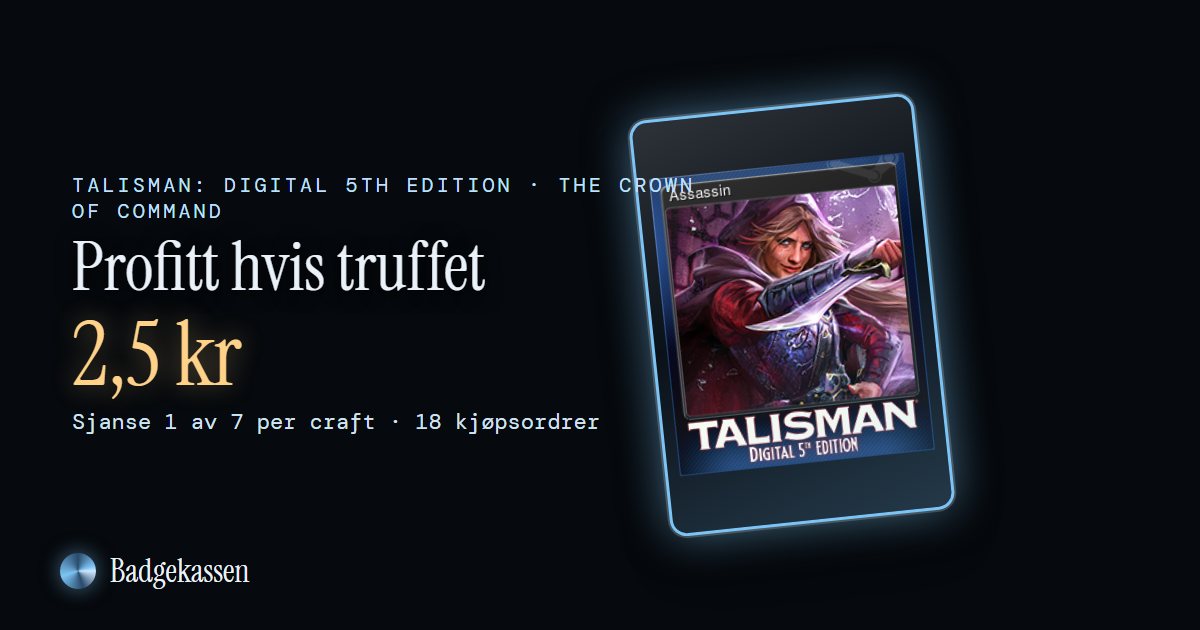 TALISMAN: DIGITAL 5TH EDITION · THE CROWN
OF COMMAND
Profitt hvis truffet
2,5 kr
Sjanse 1 av 7 per craft · 18 kjøpsordrer
Badgekassen
Assassin
TALISMAN
DIGITAL 5TH EDITION